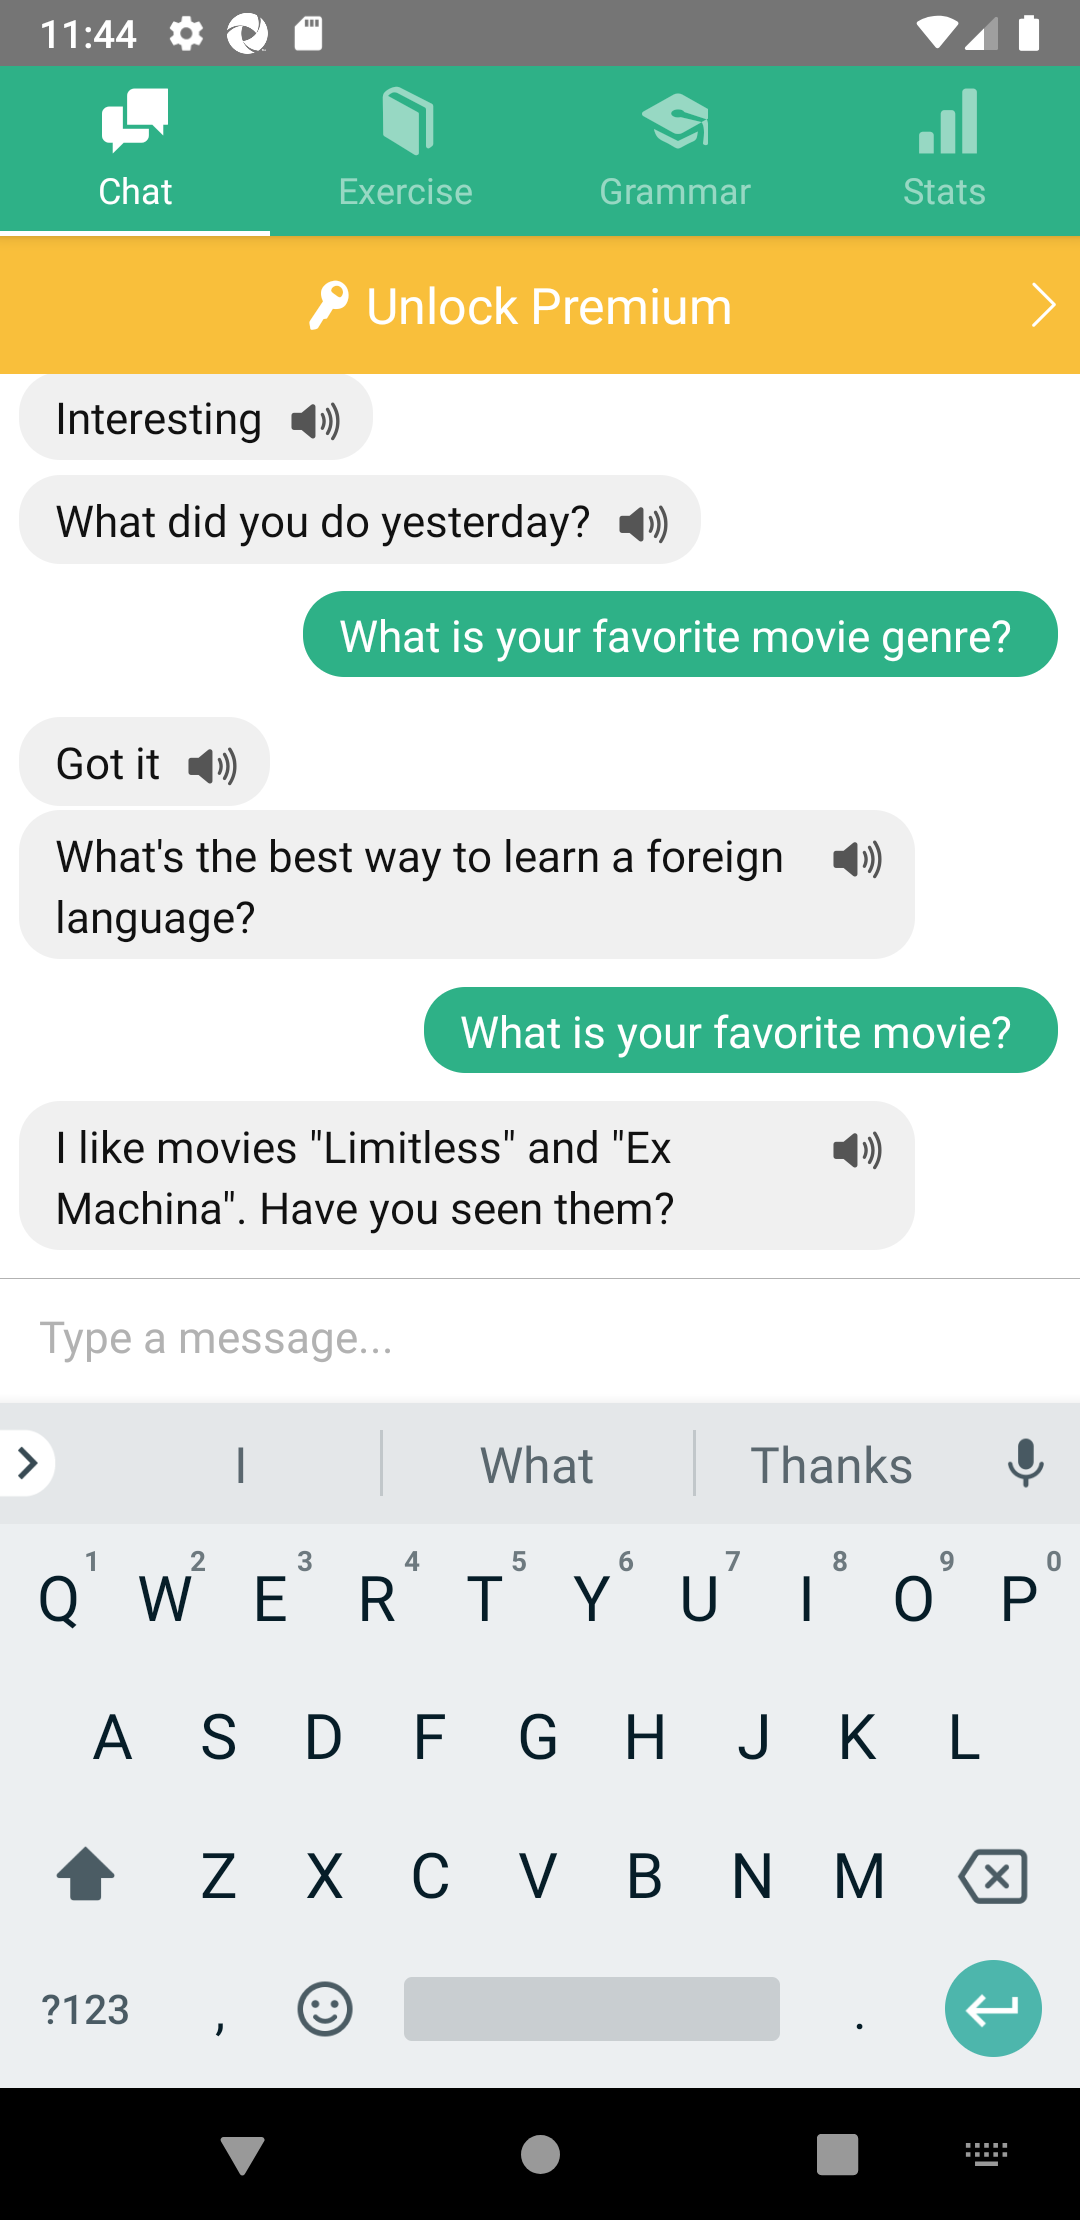 11:44
Chat
Exercise
Grammar
Stats
Unlock Premium
Interesting
What did you do yesterday?
What is your favorite movie genre?
Got it
What's the best way to learn a foreign
language?
What is your favorite movie?
I like movies "Limitless" and "Ex
Machina". Have you seen them?
Type a message...
I What Thanks
1 2 3 4 5 6 7 8 9 0
Q W E R T Y U I O P
A S D F G H J K L
Z X C V B N M
?123 , .